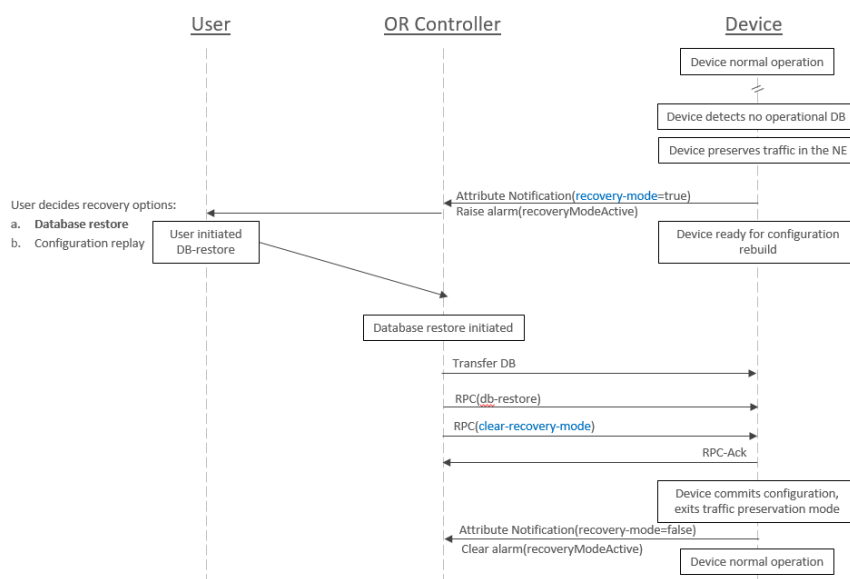 User
OR Controller
Device
Device normal operation
Device detects no operational DB
Device preserves traffic in the NE
Attribute Notification(recovery-mode=true)
Raise alarm(recoveryModeActive)
User decides recovery options:
a. Database restore
b. Configuration replay
User initiated
DB-restore
Device ready for configuration
rebuild
Database restore initiated
Transfer DB
RPC(db-restore)
RPC(clear-recovery-mode)
RPC-Ack
Device commits configuration,
exits traffic preservation mode
Attribute Notification(recovery-mode=false)
Clear alarm(recoveryModeActive)
Device normal operation